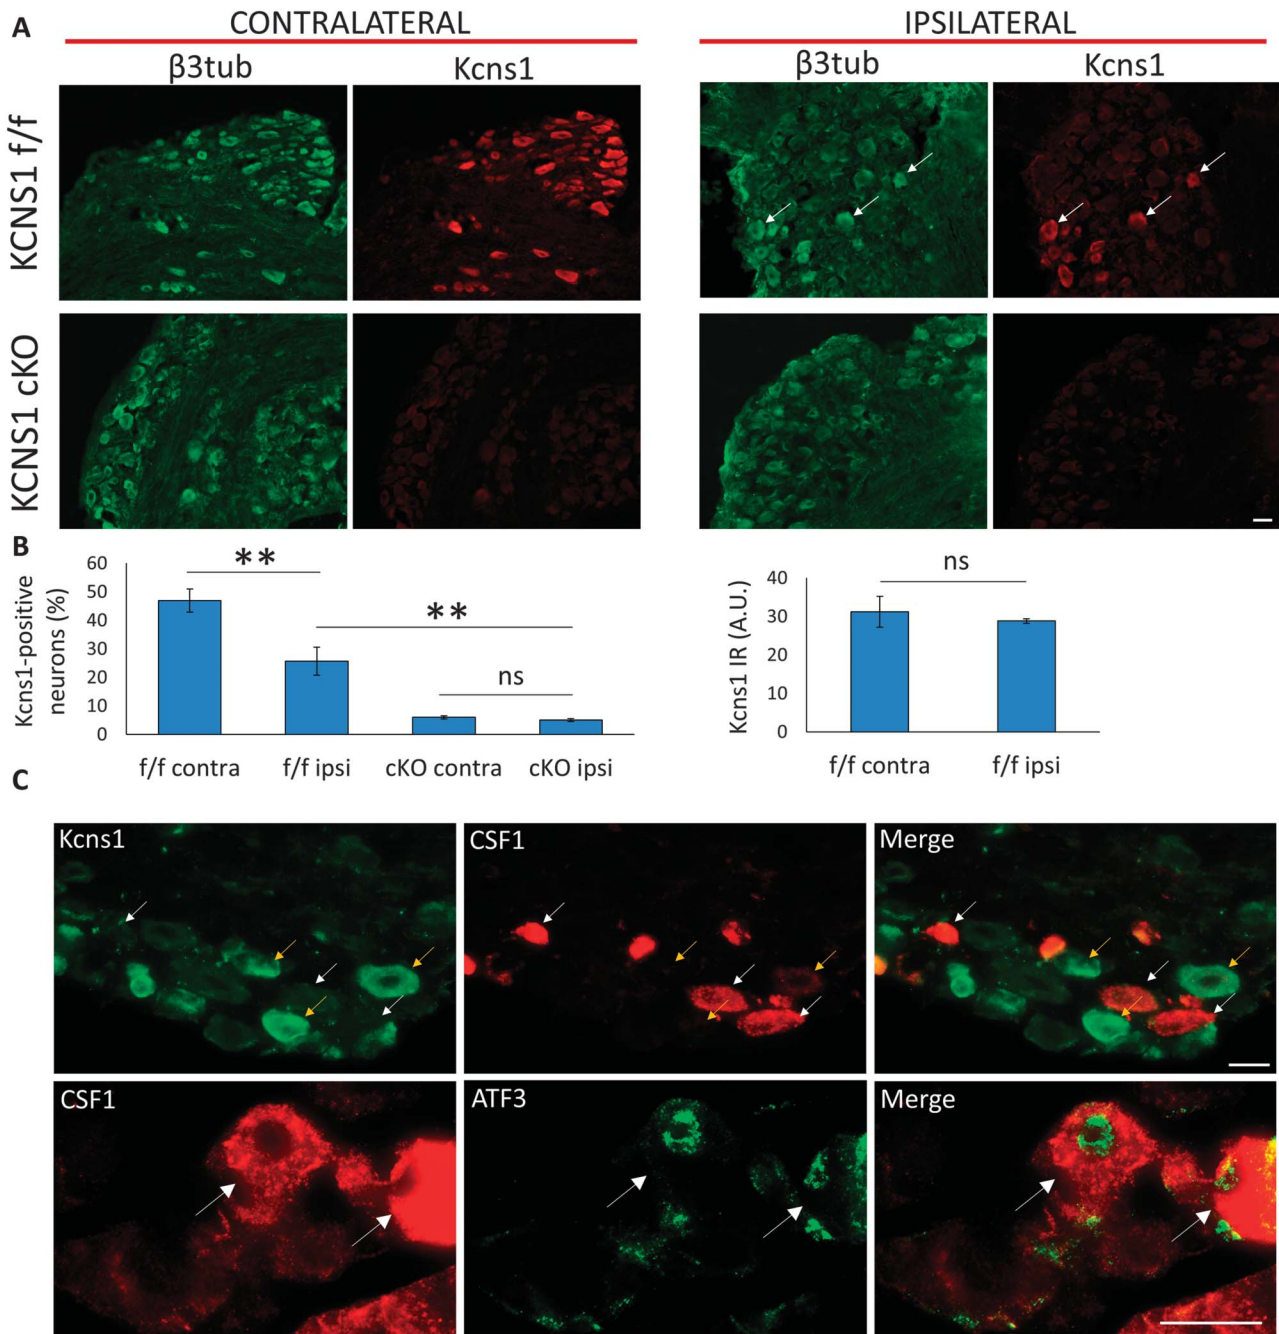 A
CONTRALATERAL
IPSILATERAL
β3tub
Kcns1
β3tub
Kcns1
KCNS1 f/f
KCNS1 cKO
B
Kcns1-positive
neurons (%)
60
50
40
30
20
10
0
**
**
ns
f/f contra
f/f ipsi
cKO contra
cKO ipsi
Kcns1 IR (A.U.)
40
30
20
10
0
ns
f/f contra
f/f ipsi
C
Kcns1
CSF1
Merge
CSF1
ATF3
Merge